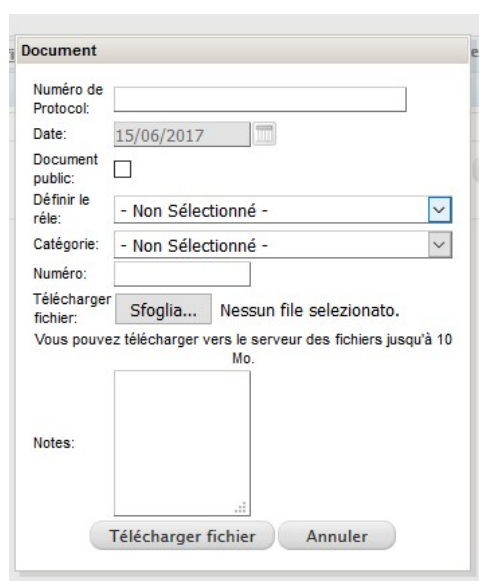 Document
Numéro de
Protocol:
Date: 15/06/2017
Document
public:
Définir le
réle: - Non Sélectionné -
Catégorie: - Non Sélectionné -
Numéro:
Télécharger
fichier: Sfoglia... Nessun file selezionato.
Vous pouvez télécharger vers le serveur des fichiers jusqu'à 10
Mo.
Notes:
Télécharger fichier Annuler